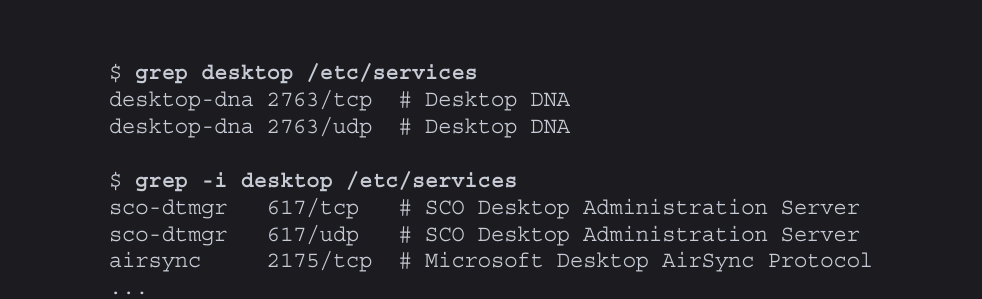 $ grep desktop /etc/services
desktop-dna 2763/tcp  # Desktop DNA
desktop-dna 2763/udp  # Desktop DNA
$ grep -i desktop /etc/services
sco-dtmgr   617/tcp   # SCO Desktop Administration Server
sco-dtmgr   617/udp   # SCO Desktop Administration Server
airsync     2175/tcp  # Microsoft Desktop AirSync Protocol
...